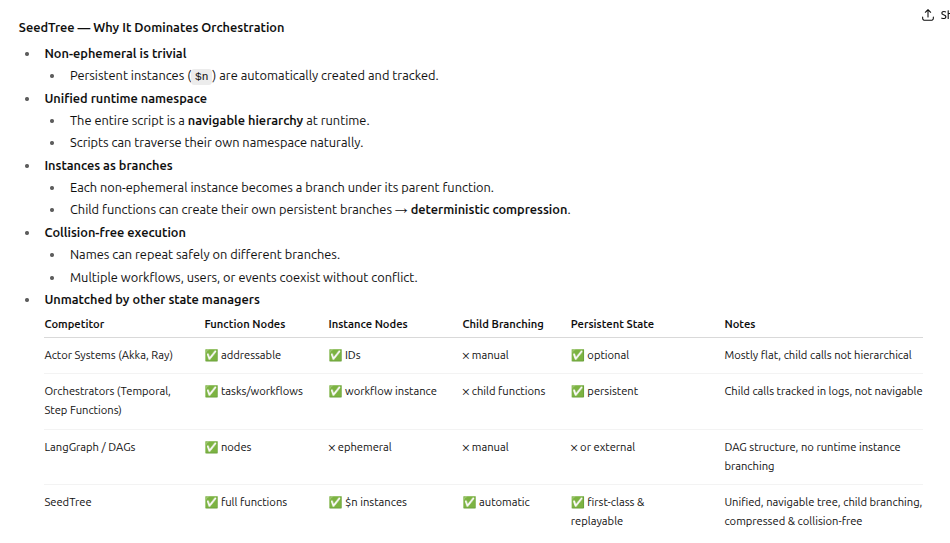 Sh
SeedTree — Why It Dominates Orchestration
• Non-ephemeral is trivial
• Persistent instances ( $n ) are automatically created and tracked.
• Unified runtime namespace
• The entire script is a navigable hierarchy at runtime.
• Scripts can traverse their own namespace naturally.
• Instances as branches
• Each non-ephemeral instance becomes a branch under its parent function.
• Child functions can create their own persistent branches → deterministic compression.
• Collision-free execution
• Names can repeat safely on different branches.
• Multiple workflows, users, or events coexist without conflict.
• Unmatched by other state managers
Competitor Function Nodes Instance Nodes Child Branching Persistent State Notes
Actor Systems (Akka, Ray) ✅ addressable ✅ IDs × manual ✅ optional Mostly flat, child calls not hierarchical
Orchestrators (Temporal, ✅ tasks/workflows ✅ workflow instance × child functions ✅ persistent Child calls tracked in logs, not navigable
Step Functions)
LangGraph / DAGs ✅ nodes × ephemeral × manual × or external DAG structure, no runtime instance
branching
SeedTree ✅ full functions ✅ $n instances ✅ automatic ✅ first-class & Unified, navigable tree, child branching,
replayable compressed & collision-free